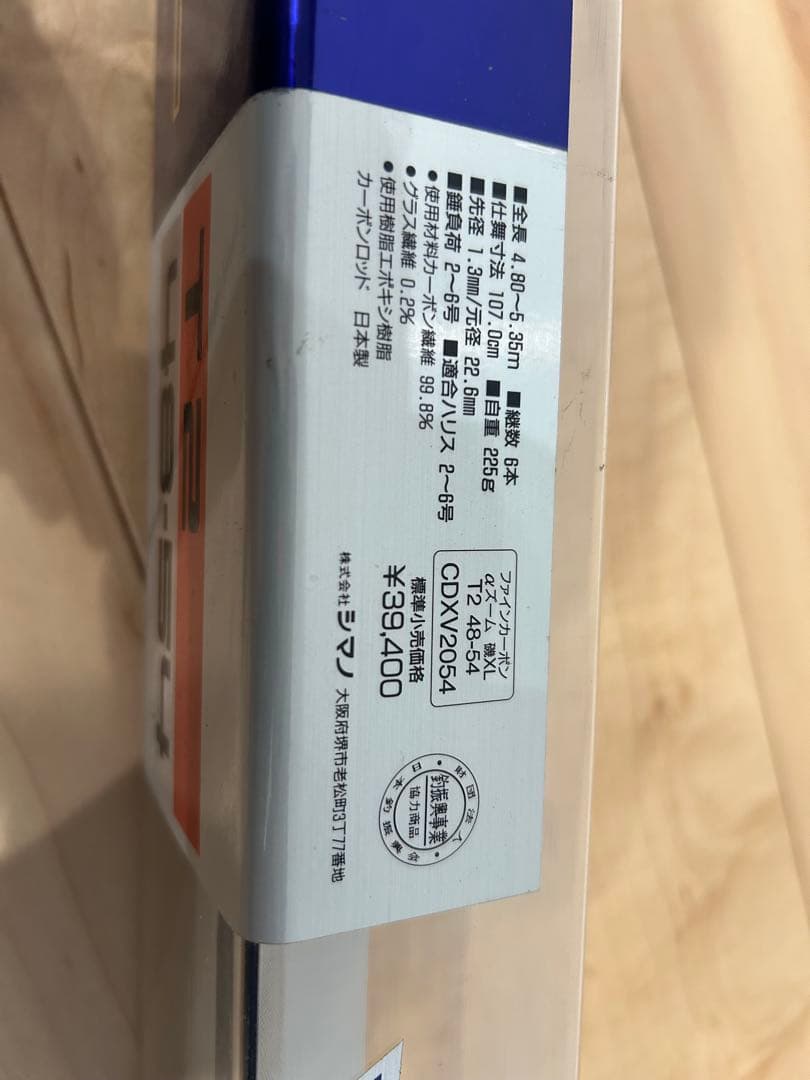 ■全長 4.80～5.35m ■継数 6本
■仕舞寸法 107.0cm ■自重 225g
■先径 1.3mm/元径 22.6mm
■錘負荷 2～6号 ■適合ハリス 2～6号
●使用材料カーボン繊維 99.8%
●グラス繊維 0.2%
●使用樹脂エポキシ樹脂
カーボンロッド 日本製
ファインカーボン
αズーム 磯XL
T2 48-54
CDXV2054
標準小売価格
¥39,400
株式会社 シマノ 大阪府堺市老松町3丁77番地
財団法人
日本釣振興会
釣振興事業
協力商品
T2
48-54